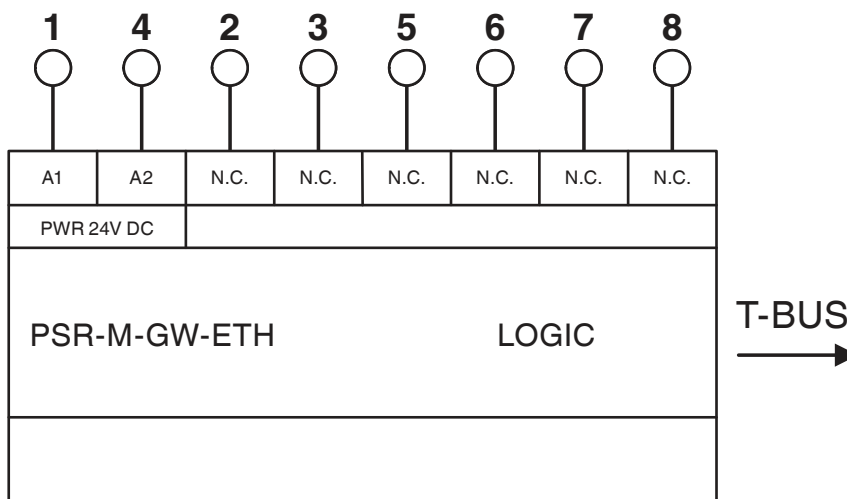 1 4 2 3 5 6 7 8
A1 A2 N.C. N.C. N.C. N.C. N.C. N.C.
PWR 24V DC
PSR-M-GW-ETH LOGIC
T-BUS